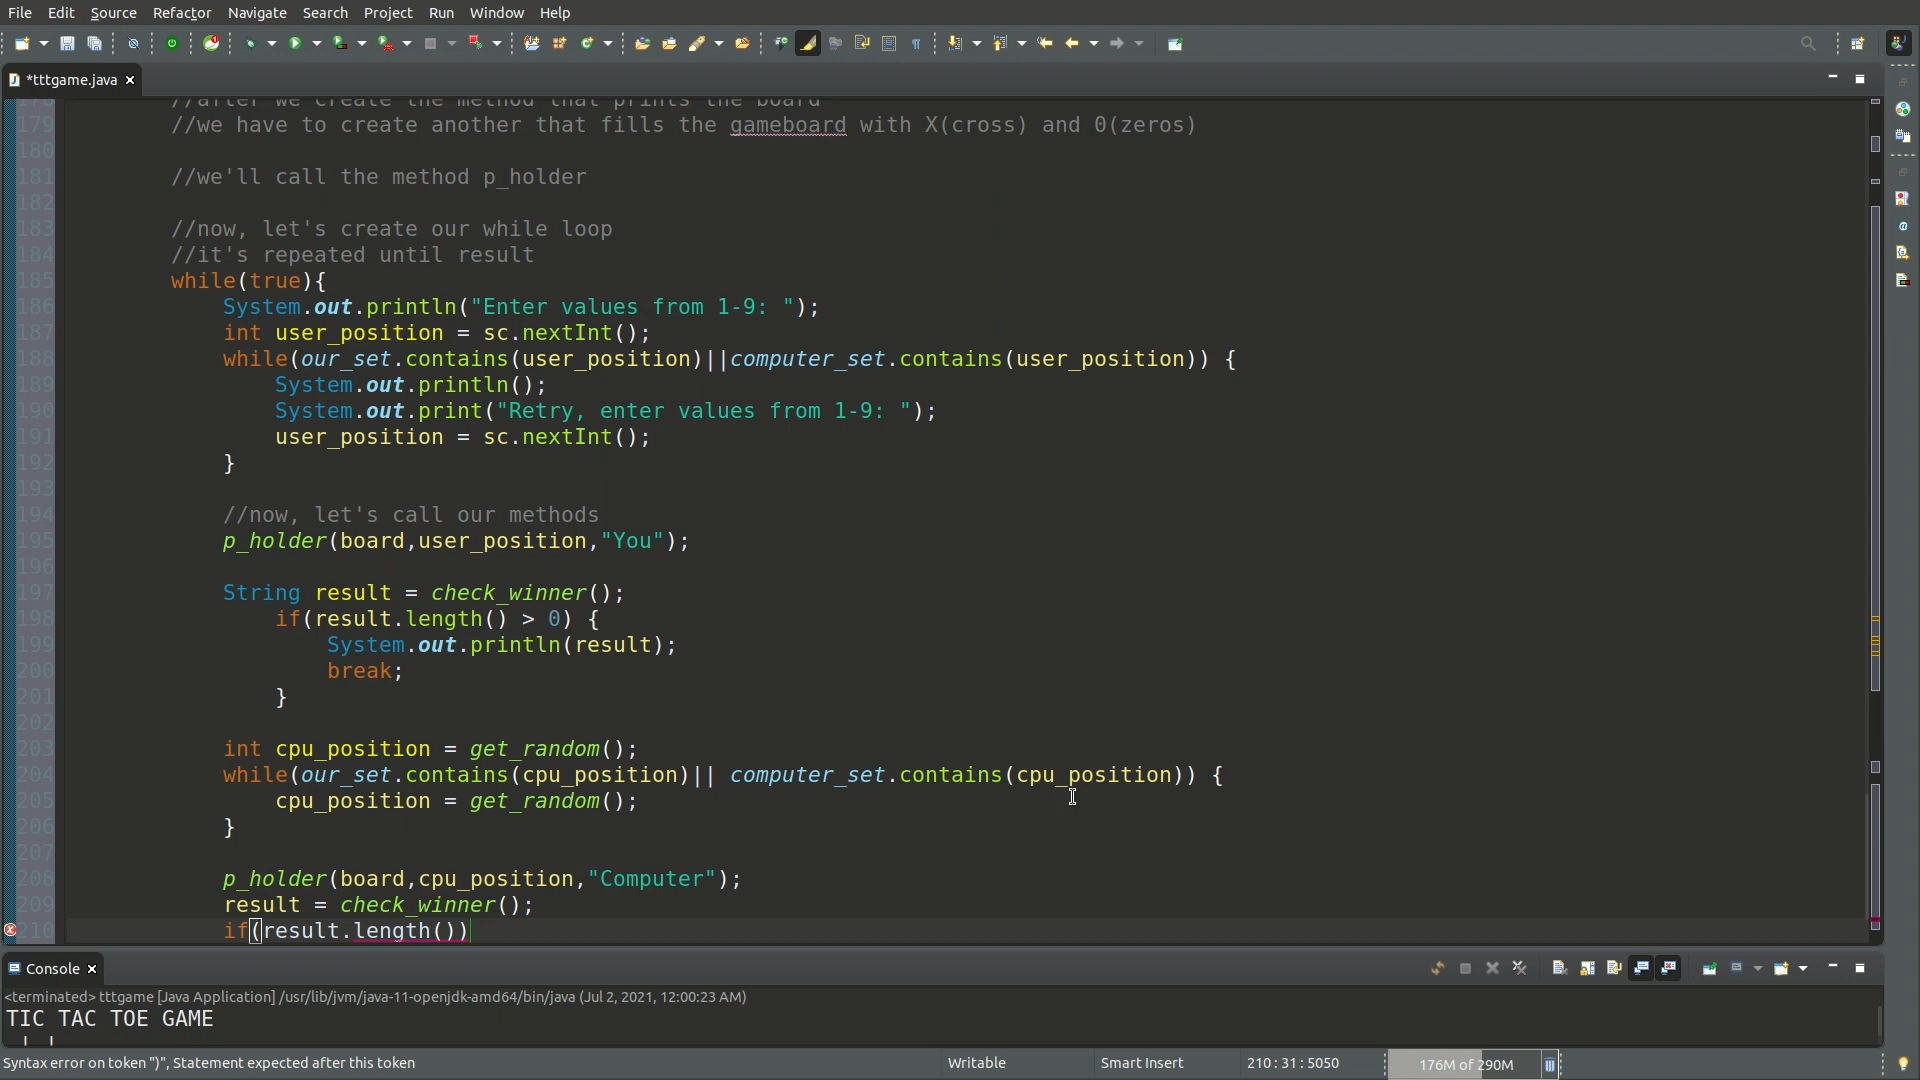 File Edit Source Refactor Navigate Search Project Run Window Help
*tttgame.java
178 //after we create the method that prints the board
179 //we have to create another that fills the gameboard with X(cross) and 0(zeros)
180
181 //we'll call the method p_holder
182
183 //now, let's create our while loop
184 //it's repeated until result
185 while(true){
186 System.out.println("Enter values from 1-9: ");
187 int user_position = sc.nextInt();
188 while(our_set.contains(user_position)||computer_set.contains(user_position)) {
189 System.out.println();
190 System.out.print("Retry, enter values from 1-9: ");
191 user_position = sc.nextInt();
192 }
193
194 //now, let's call our methods
195 p_holder(board,user_position,"You");
196
197 String result = check_winner();
198 if(result.length() > 0) {
199 System.out.println(result);
200 break;
201 }
202
203 int cpu_position = get_random();
204 while(our_set.contains(cpu_position)|| computer_set.contains(cpu_position)) {
205 cpu_position = get_random();
206 }
207
208 p_holder(board,cpu_position,"Computer");
209 result = check_winner();
210 if(result.length())
Console
<terminated> tttgame [Java Application] /usr/lib/jvm/java-11-openjdk-amd64/bin/java (Jul 2, 2021, 12:00:23 AM)
TIC TAC TOE GAME
| |
Syntax error on token ")", Statement expected after this token Writable Smart Insert 210 : 31 : 5050 176M of 290M